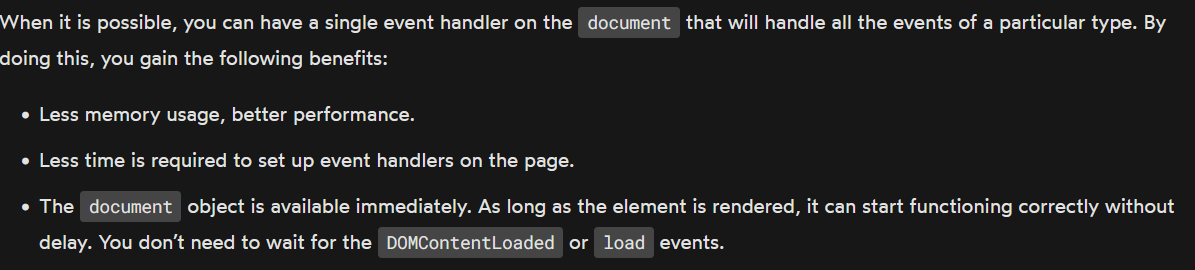 When it is possible, you can have a single event handler on the document that will handle all the events of a particular type. By
doing this, you gain the following benefits:
• Less memory usage, better performance.
• Less time is required to set up event handlers on the page.
• The document object is available immediately. As long as the element is rendered, it can start functioning correctly without
delay. You don’t need to wait for the DOMContentLoaded or load events.